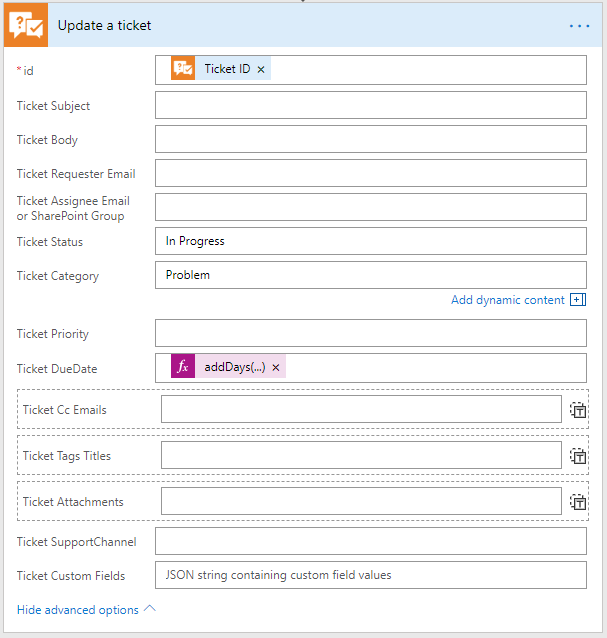 Update a ticket
* id
Ticket ID ×
Ticket Subject
Ticket Body
Ticket Requester Email
Ticket Assignee Email
or SharePoint Group
Ticket Status
In Progress
Ticket Category
Problem
Add dynamic content
Ticket Priority
Ticket DueDate
fx addDays(...) ×
Ticket Cc Emails
Ticket Tags Titles
Ticket Attachments
Ticket SupportChannel
Ticket Custom Fields
JSON string containing custom field values
Hide advanced options